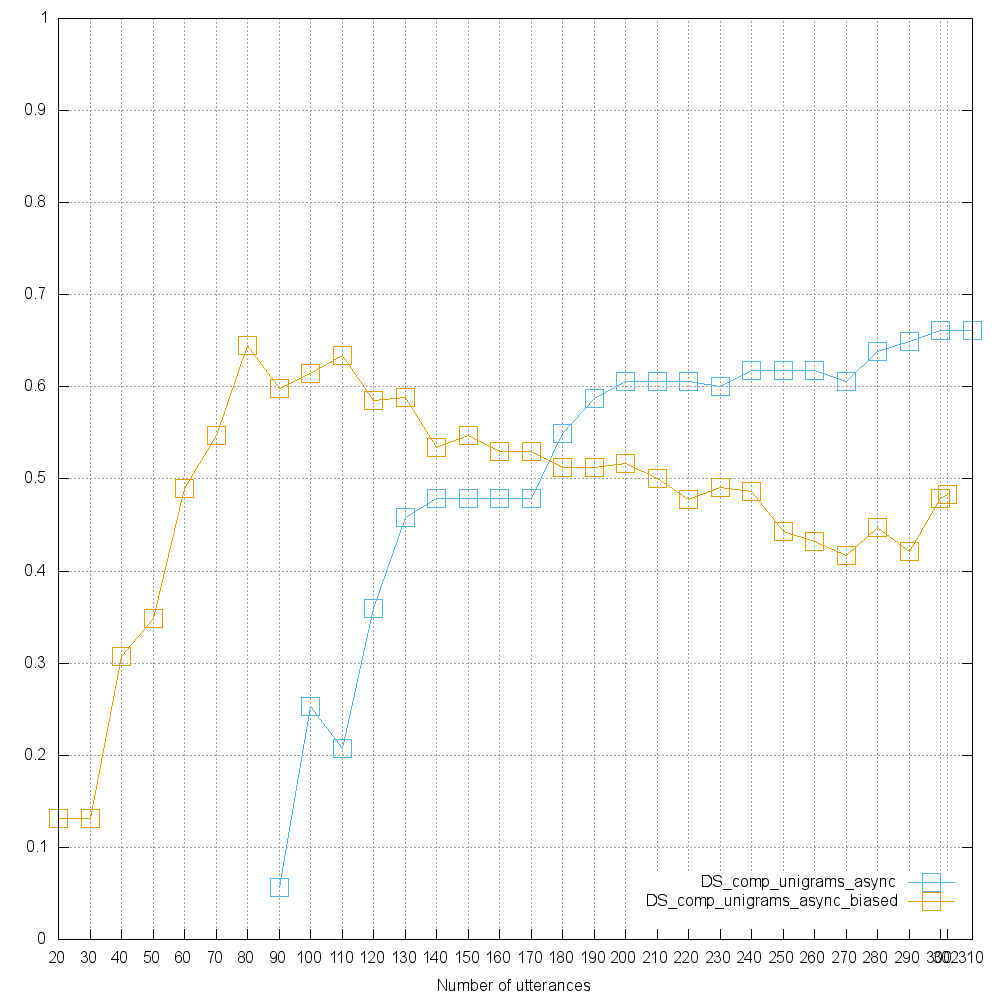 1
0.9
0.8
0.7
0.6
0.5
0.4
0.3
0.2
0.1
0
DS_comp_unigrams_async
DS_comp_unigrams_async_biased
20 30 40 50 60 70 80 90 100 110 120 130 140 150 160 170 180 190 200 210 220 230 240 250 260 270 280 290 300 302 310
Number of utterances